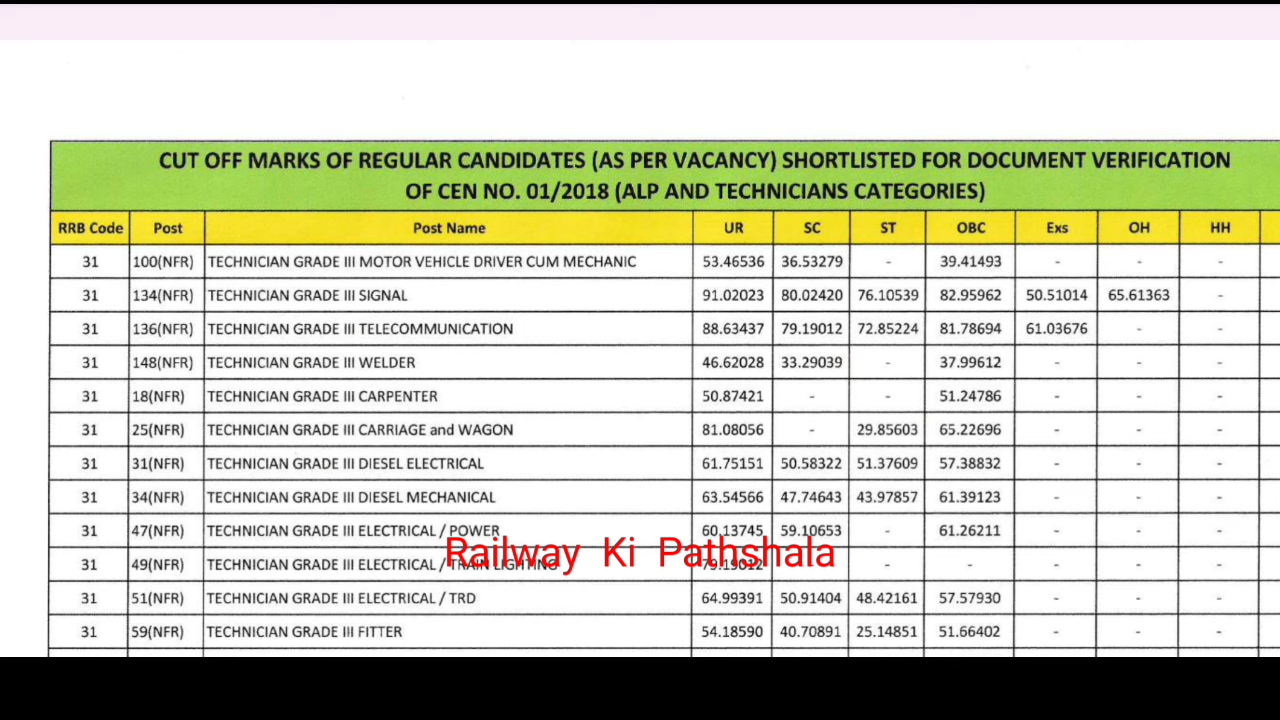 CUT OFF MARKS OF REGULAR CANDIDATES (AS PER VACANCY) SHORTLISTED FOR DOCUMENT VERIFICATION
OF CEN NO. 01/2018 (ALP AND TECHNICIANS CATEGORIES)
RRB Code Post Post Name UR SC ST OBC Exs OH HH
31 100(NFR) TECHNICIAN GRADE III MOTOR VEHICLE DRIVER CUM MECHANIC 53.46536 36.53279 - 39.41493 - - -
31 134(NFR) TECHNICIAN GRADE III SIGNAL 91.02023 80.02420 76.10539 82.95962 50.51014 65.61363 -
31 136(NFR) TECHNICIAN GRADE III TELECOMMUNICATION 88.63437 79.19012 72.85224 81.78694 61.03676 - -
31 148(NFR) TECHNICIAN GRADE III WELDER 46.62028 33.29039 - 37.99612 - - -
31 18(NFR) TECHNICIAN GRADE III CARPENTER 50.87421 - - 51.24786 - - -
31 25(NFR) TECHNICIAN GRADE III CARRIAGE and WAGON 81.08056 - 29.85603 65.22696 - - -
31 31(NFR) TECHNICIAN GRADE III DIESEL ELECTRICAL 61.75151 50.58322 51.37609 57.38832 - - -
31 34(NFR) TECHNICIAN GRADE III DIESEL MECHANICAL 63.54566 47.74643 43.97857 61.39123 - - -
31 47(NFR) TECHNICIAN GRADE III ELECTRICAL / POWER 60.13745 59.10653 - 61.26211 - - -
Railway Ki Pathshala
31 49(NFR) TECHNICIAN GRADE III ELECTRICAL / TRAIN LIGHTING 79.19012 - - - - -
31 51(NFR) TECHNICIAN GRADE III ELECTRICAL / TRD 64.99391 50.91404 48.42161 57.57930 - - -
31 59(NFR) TECHNICIAN GRADE III FITTER 54.18590 40.70891 25.14851 51.66402 - - -